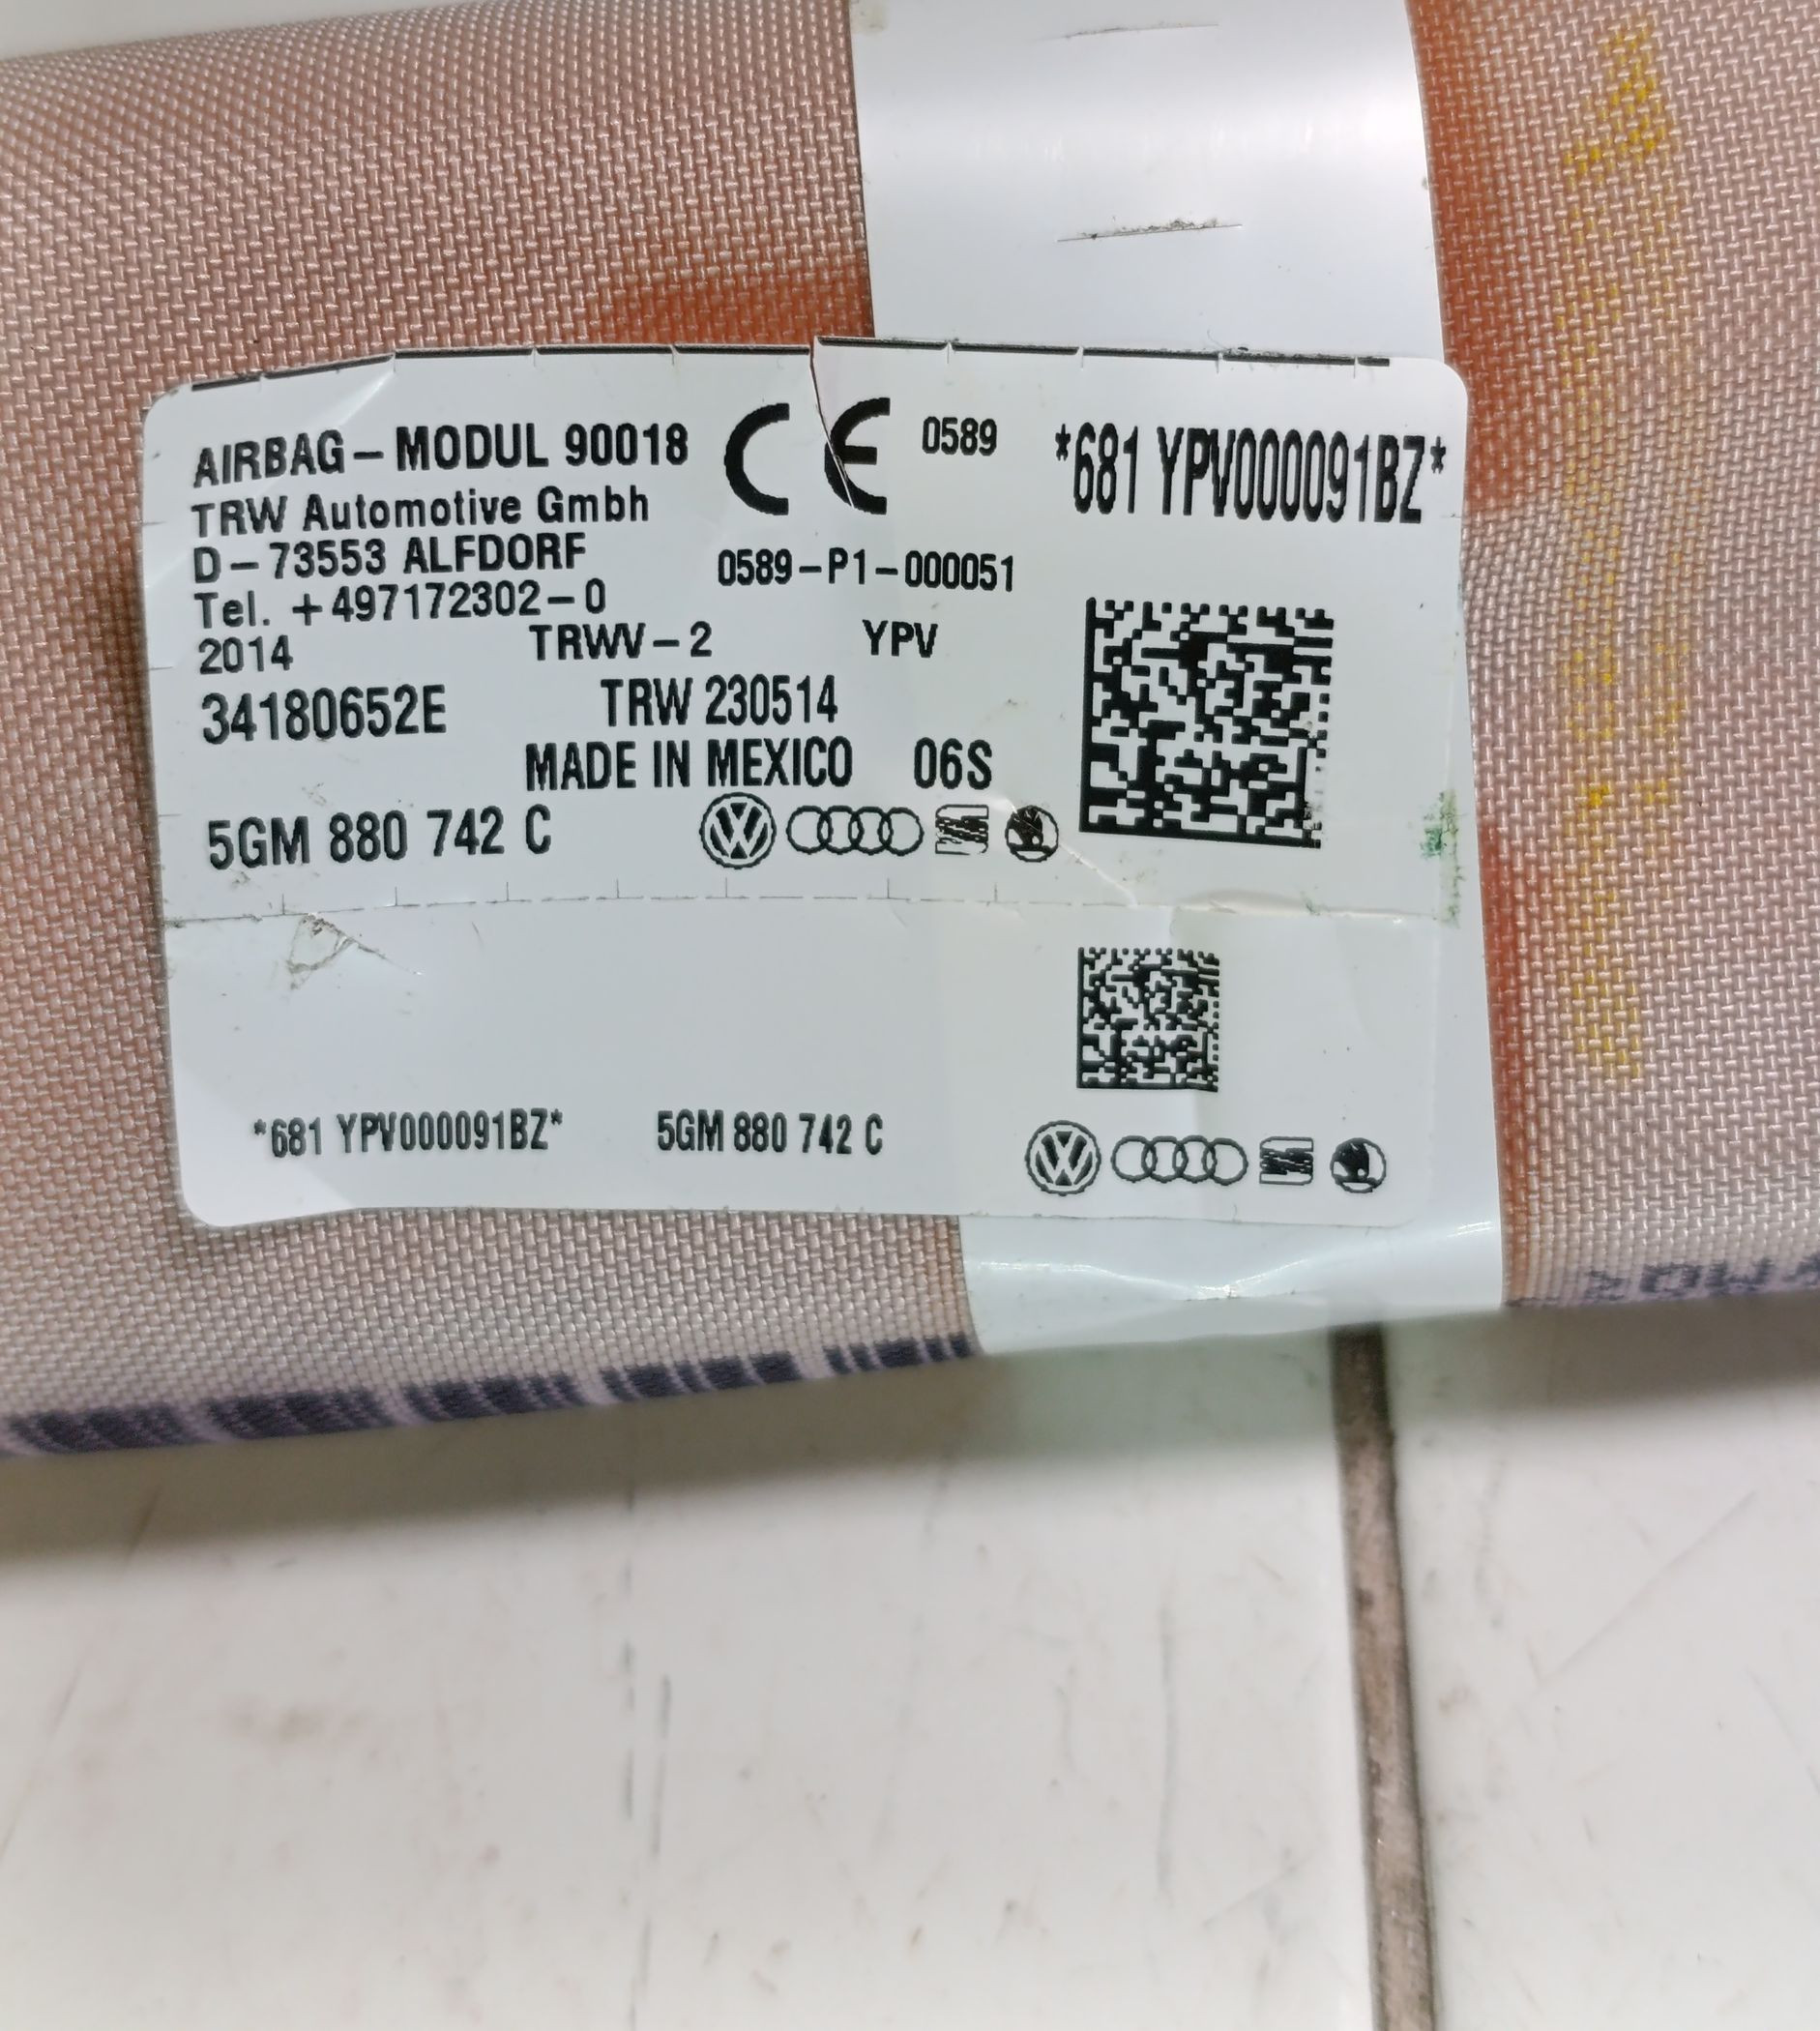 AIRBAG-MODUL 90018
CE 0589
*681 YPV000091BZ*
TRW Automotive Gmbh
D-73553 ALFDORF
0589-P1-000051
Tel. +497172302-0
2014 TRWV-2 YPV
34180652E TRW 230514
MADE IN MEXICO 06S
5GM 880 742 C
*681 YPV000091BZ* 5GM 880 742 C